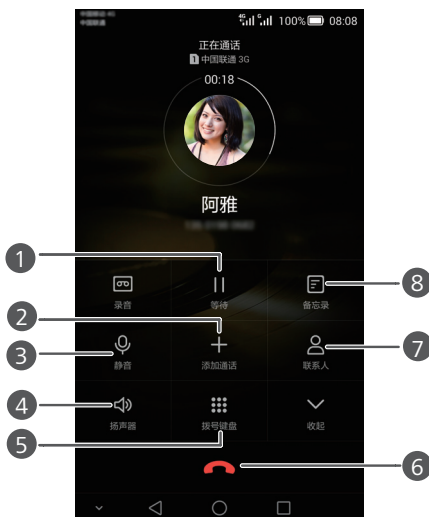 100% 08:08
正在通话
1 中国联通 3G
00:18
阿雅
1
8
录音 等待 备忘录
2
3
7
静音 添加通话 联系人
4
扬声器 拨号键盘 收起
5
6